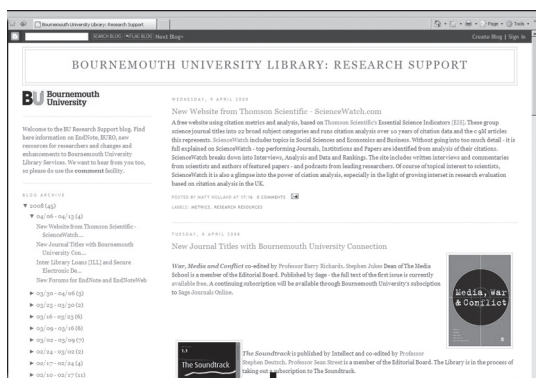 Bournemouth University Library: Research Support
Page
Tools
SEARCH BLOG
FLAG BLOG
Next Blog»
Create Blog | Sign In
BOURNEMOUTH UNIVERSITY LIBRARY: RESEARCH SUPPORT
BU Bournemouth
University
Welcome to the BU Research Support blog. Find
here information on EndNote, BURO, new
resources for researchers and changes and
enhancements to Bournemouth University
Library Services. We want to hear from you too,
so please do use the comment facility.
BLOG ARCHIVE
▼ 2008 (45)
▼ 04/06 - 04/13 (4)
New Website from Thomson Scientific -
ScienceWatch...
New Journal Titles with Bournemouth
University Con...
Inter Library Loans [ILL] and Secure
Electronic De...
New Forums for EndNote and EndNoteWeb
► 03/30 - 04/06 (3)
► 03/23 - 03/30 (2)
► 03/16 - 03/23 (6)
► 03/09 - 03/16 (6)
► 03/02 - 03/09 (7)
► 02/24 - 03/02 (2)
► 02/17 - 02/24 (4)
► 02/10 - 02/17 (11)
WEDNESDAY, 9 APRIL 2008
New Website from Thomson Scientific - ScienceWatch.com
A free website using citation metrics and analysis, based on Thomson Scientific's Essential Science Indicators [ESI]. These group
science journal titles into 22 broad subject categories and runs citation analysis over 10 years of citation data and the c 9M articles
this represents. ScienceWatch includes topics in Social Sciences and Economics and Business. Without going into too much detail - it is
full explained on ScienceWatch - top performing Journals, Institutions and Papers are identified from analysis of their citations.
ScienceWatch breaks down into Interviews, Analysis and Data and Rankings. The site includes written interviews and commentaries
from scientists and authors of featured papers - and podcasts from leading researchers. Of course of topical interest to scientists,
ScienceWatch it is also a glimpse into the power of citation analysis, especially in the light of growing interest in research evaluation
based on citation analysis in the UK.
POSTED BY MATT HOLLAND AT 17:16 0 COMMENTS
LABELS: METRICS, RESEARCH RESOURCES
TUESDAY, 8 APRIL 2008
New Journal Titles with Bournemouth University Connection
War, Media and Conflict co-edited by Professor Barry Richards. Stephen Jukes Dean of The Media
School is a member of the Editorial Board. Published by Sage - the full text of the first issue is currently
available free. A continuing subscription will be available through Bournemouth University's subsciption
to Sage Journals Online.
Media, War
& Conflict
1.1
The Soundtrack
The Soundtrack is published by Intellect and co-edited by Professor
Stephen Deutsch. Professor Sean Street is a member of the Editorial Board. The Library is in the process of
taking out a subscription to The Soundtrack.